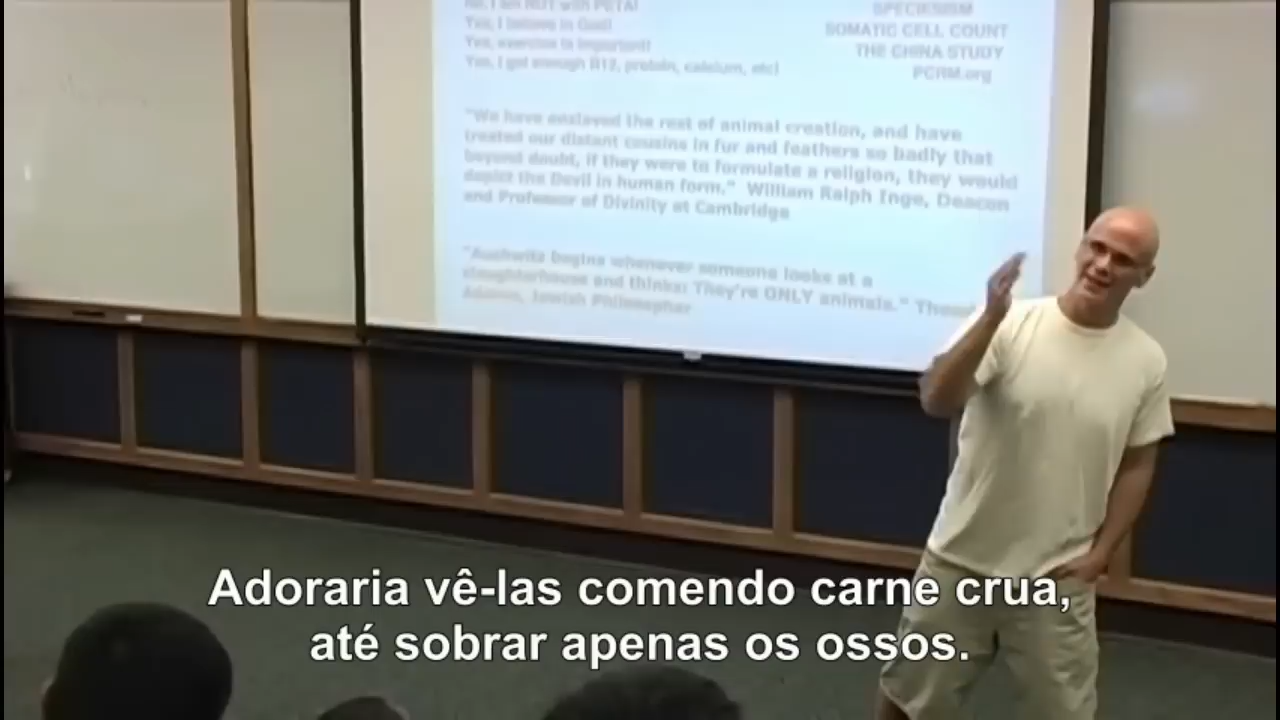 No, I am NOT with PETA!
Yes, I believe in God!
Yes, exercise is important!
Yes, I get enough B12, protein, calcium, etc)
SPECIESISM
SOMATIC CELL COUNT
THE CHINA STUDY
PCRM.org
"We have enslaved the rest of animal creation, and have
treated our distant cousins in fur and feathers so badly that
beyond doubt, if they were to formulate a religion, they would
depict the Devil in human form." William Ralph Inge, Deacon
and Professor of Divinity at Cambridge
"Auschwitz begins whenever someone looks at a
slaughterhouse and thinks: They're ONLY animals."
Adorno, Jewish Philosopher
Adoraria vê-las comendo carne crua,
até sobrar apenas os ossos.